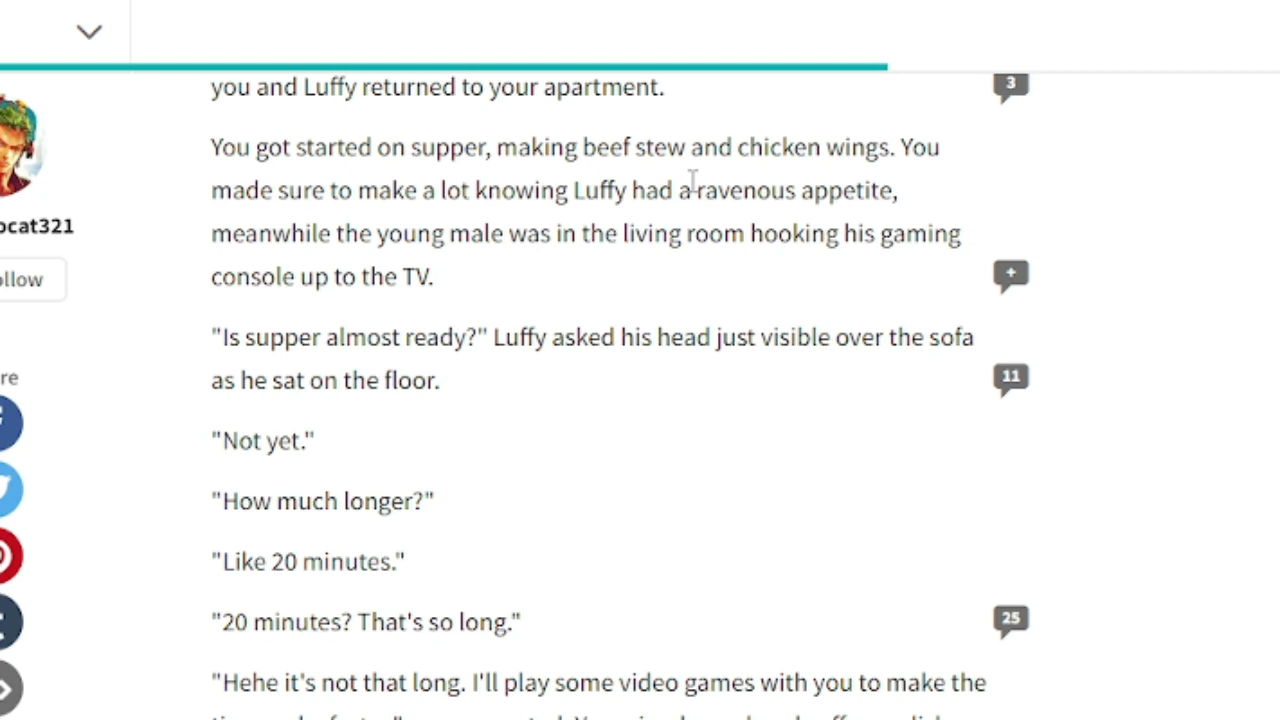 you and Luffy returned to your apartment.
3
You got started on supper, making beef stew and chicken wings. You
made sure to make a lot knowing Luffy had a ravenous appetite,
meanwhile the young male was in the living room hooking his gaming
console up to the TV.
+
"Is supper almost ready?" Luffy asked his head just visible over the sofa
as he sat on the floor.
11
"Not yet."
"How much longer?"
"Like 20 minutes."
"20 minutes? That's so long."
25
"Hehe it's not that long. I'll play some video games with you to make the
ocat321
ollow
re